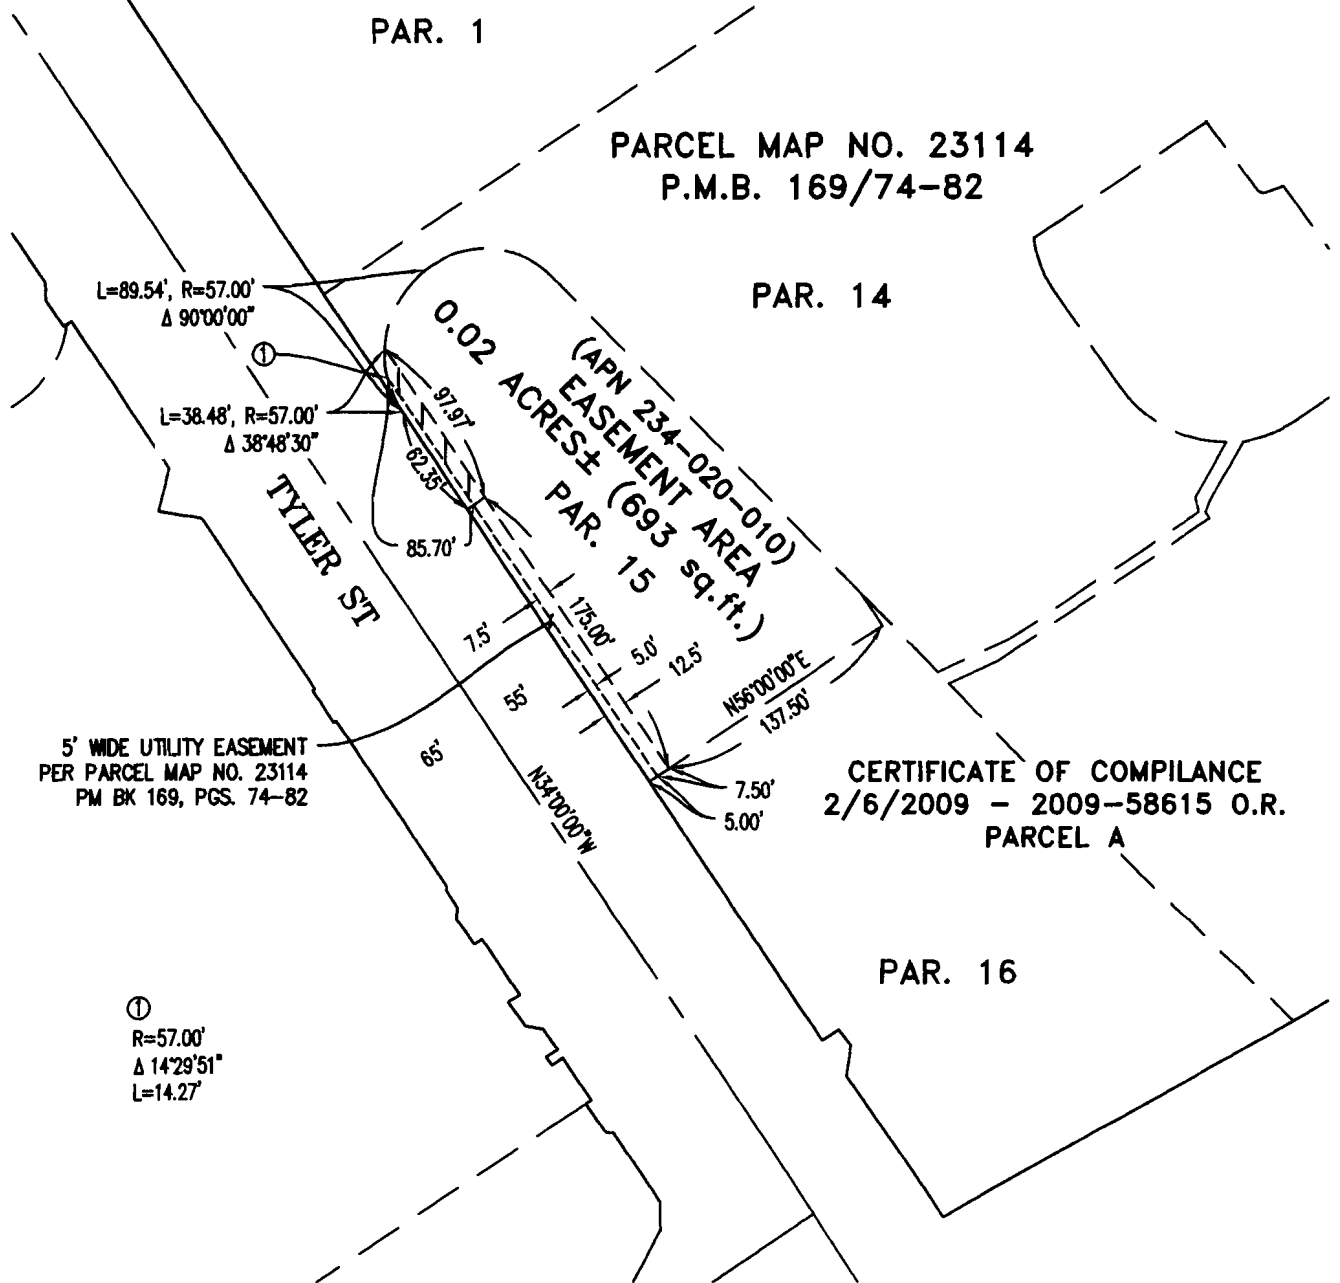 PAR. 1
PARCEL MAP NO. 23114
P.M.B. 169/74-82
L=89.54', R=57.00'
Δ 90°00'00"
PAR. 14
①
L=38.48', R=57.00'
Δ 38°48'30"
(APN 234-020-010)
EASEMENT AREA
0.02 ACRES± (693 sq.ft.)
PAR. 15
97.97'
62.35'
85.70'
TYLER ST
175.00'
7.5'
5.0'
12.5'
55'
65'
N56°00'00"E
137.50'
5' WIDE UTILITY EASEMENT
PER PARCEL MAP NO. 23114
PM BK 169, PGS. 74-82
N34°00'00"W
7.50'
5.00'
CERTIFICATE OF COMPILANCE
2/6/2009 - 2009-58615 O.R.
PARCEL A
PAR. 16
①
R=57.00'
Δ 14°29'51"
L=14.27'